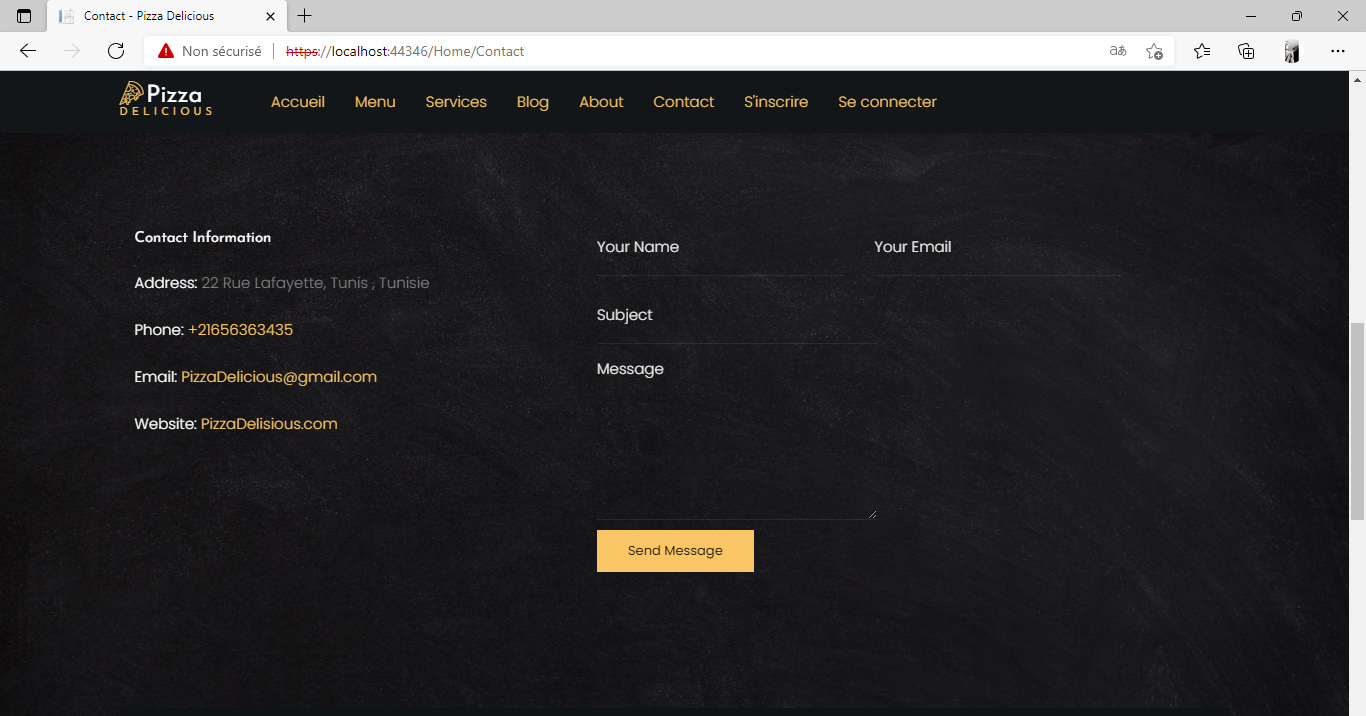 Contact - Pizza Delicious
Non sécurisé https://localhost:44346/Home/Contact
aあ
Pizza
DELICIOUS
Accueil Menu Services Blog About Contact S'inscrire Se connecter
Contact Information
Address: 22 Rue Lafayette, Tunis , Tunisie
Phone: +21656363435
Email: PizzaDelicious@gmail.com
Website: PizzaDelisious.com
Your Name Your Email
Subject
Message
Send Message